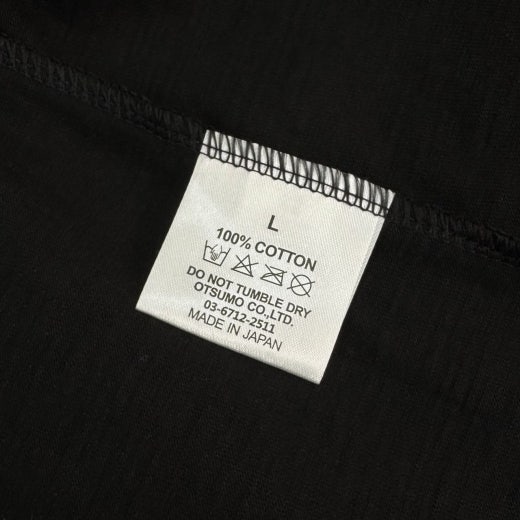 L
100% COTTON
DO NOT TUMBLE DRY
OTSUMO CO.,LTD.
03-6712-2511
MADE IN JAPAN